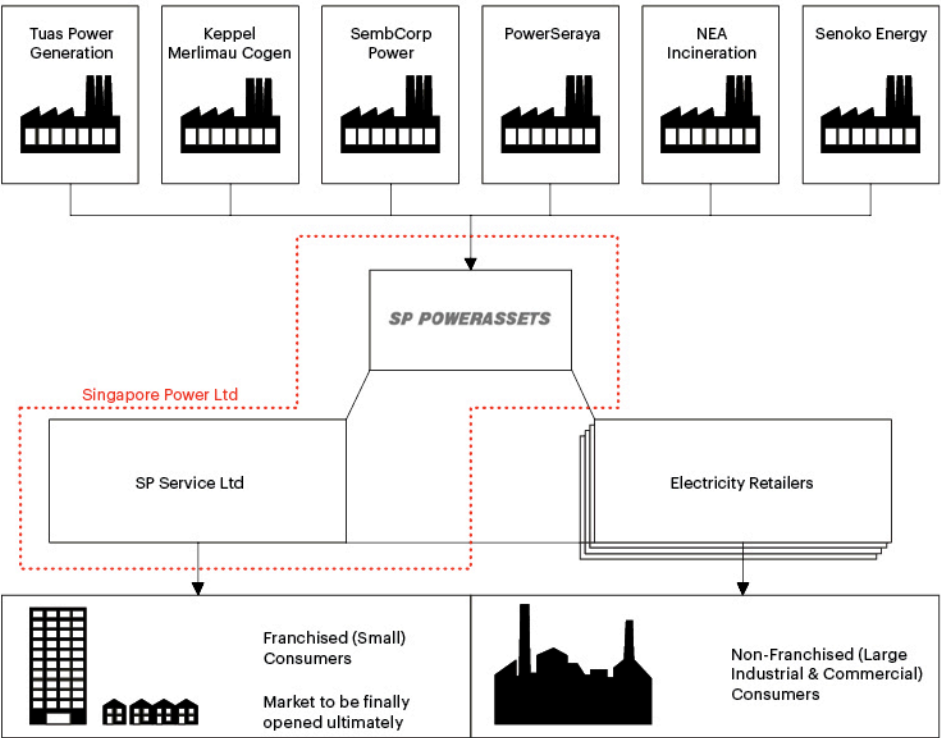 Tuas Power
Generation
Keppel
Merlimau Cogen
SembCorp
Power
PowerSeraya
NEA
Incineration
Senoko Energy
SP POWERASSETS
Singapore Power Ltd
SP Service Ltd
Electricity Retailers
Franchised (Small)
Consumers
Market to be finally
opened ultimately
Non-Franchised (Large
Industrial & Commercial)
Consumers